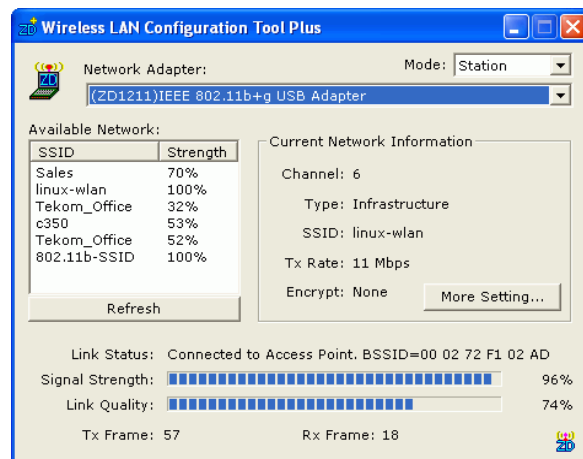 Wireless LAN Configuration Tool Plus
Network Adapter:
Mode: Station
(ZD1211)IEEE 802.11b+g USB Adapter
Available Network:
SSID Strength
Sales 70%
linux-wlan 100%
Tekom_Office 32%
c350 53%
Tekom_Office 52%
802.11b-SSID 100%
Refresh
Current Network Information
Channel: 6
Type: Infrastructure
SSID: linux-wlan
Tx Rate: 11 Mbps
Encrypt: None
More Setting...
Link Status: Connected to Access Point. BSSID=00 02 72 F1 02 AD
Signal Strength: 96%
Link Quality: 74%
Tx Frame: 57 Rx Frame: 18
ZD